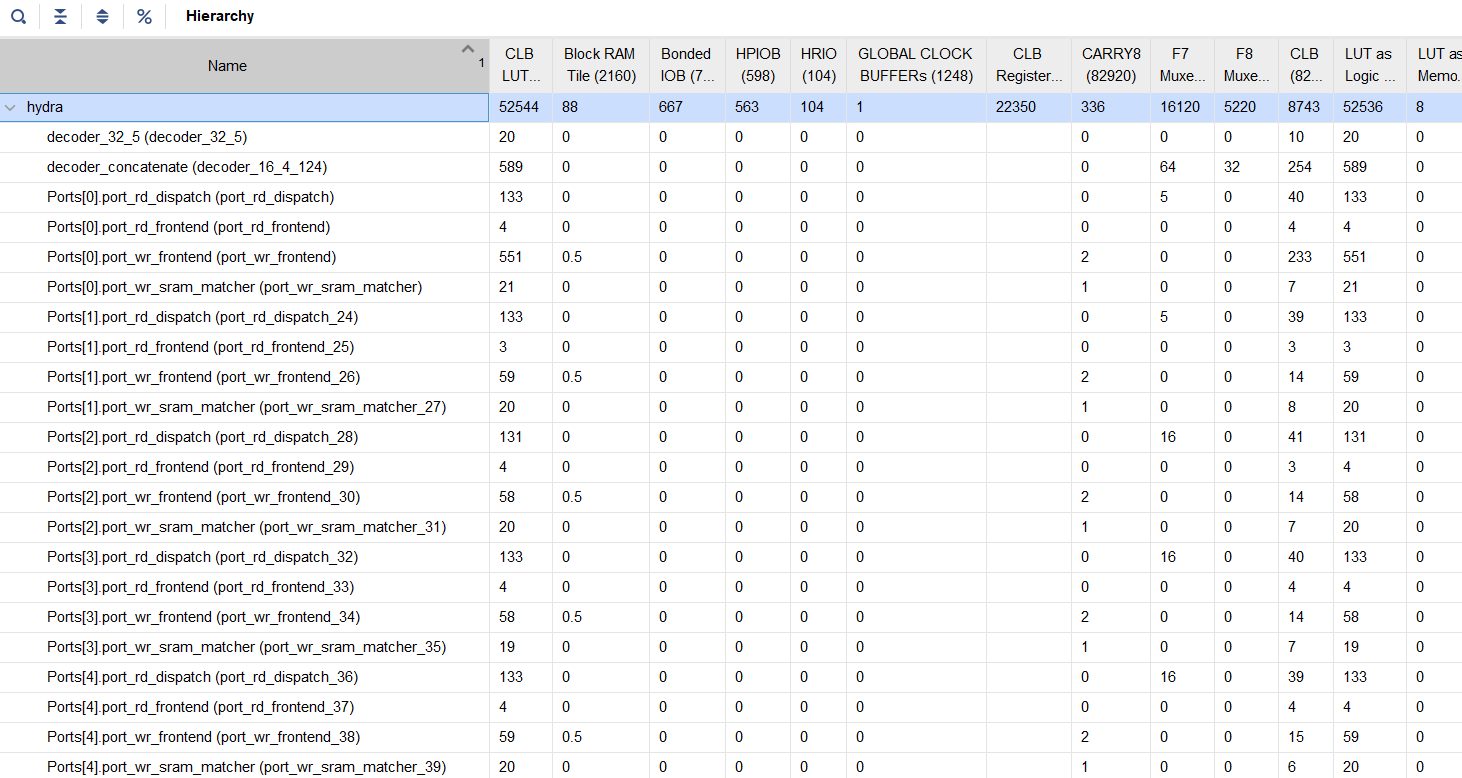 % Hierarchy
Name 1 CLB LUT... Block RAM Tile (2160) Bonded IOB (7... HPIOB (598) HRIO (104) GLOBAL CLOCK BUFFERs (1248) CLB Register... CARRY8 (82920) F7 Muxe... F8 Muxe... CLB (82... LUT as Logic ... LUT as Memo.
hydra 52544 88 667 563 104 1 22350 336 16120 5220 8743 52536 8
decoder_32_5 (decoder_32_5) 20 0 0 0 0 0 0 0 0 10 20 0
decoder_concatenate (decoder_16_4_124) 589 0 0 0 0 0 0 64 32 254 589 0
Ports[0].port_rd_dispatch (port_rd_dispatch) 133 0 0 0 0 0 0 5 0 40 133 0
Ports[0].port_rd_frontend (port_rd_frontend) 4 0 0 0 0 0 0 0 0 4 4 0
Ports[0].port_wr_frontend (port_wr_frontend) 551 0.5 0 0 0 0 2 0 0 233 551 0
Ports[0].port_wr_sram_matcher (port_wr_sram_matcher) 21 0 0 0 0 0 1 0 0 7 21 0
Ports[1].port_rd_dispatch (port_rd_dispatch_24) 133 0 0 0 0 0 0 5 0 39 133 0
Ports[1].port_rd_frontend (port_rd_frontend_25) 3 0 0 0 0 0 0 0 0 3 3 0
Ports[1].port_wr_frontend (port_wr_frontend_26) 59 0.5 0 0 0 0 2 0 0 14 59 0
Ports[1].port_wr_sram_matcher (port_wr_sram_matcher_27) 20 0 0 0 0 0 1 0 0 8 20 0
Ports[2].port_rd_dispatch (port_rd_dispatch_28) 131 0 0 0 0 0 0 16 0 41 131 0
Ports[2].port_rd_frontend (port_rd_frontend_29) 4 0 0 0 0 0 0 0 0 3 4 0
Ports[2].port_wr_frontend (port_wr_frontend_30) 58 0.5 0 0 0 0 2 0 0 14 58 0
Ports[2].port_wr_sram_matcher (port_wr_sram_matcher_31) 20 0 0 0 0 0 1 0 0 7 20 0
Ports[3].port_rd_dispatch (port_rd_dispatch_32) 133 0 0 0 0 0 0 16 0 40 133 0
Ports[3].port_rd_frontend (port_rd_frontend_33) 4 0 0 0 0 0 0 0 0 4 4 0
Ports[3].port_wr_frontend (port_wr_frontend_34) 58 0.5 0 0 0 0 2 0 0 14 58 0
Ports[3].port_wr_sram_matcher (port_wr_sram_matcher_35) 19 0 0 0 0 0 1 0 0 7 19 0
Ports[4].port_rd_dispatch (port_rd_dispatch_36) 133 0 0 0 0 0 0 16 0 39 133 0
Ports[4].port_rd_frontend (port_rd_frontend_37) 4 0 0 0 0 0 0 0 0 4 4 0
Ports[4].port_wr_frontend (port_wr_frontend_38) 59 0.5 0 0 0 0 2 0 0 15 59 0
Ports[4].port_wr_sram_matcher (port_wr_sram_matcher_39) 20 0 0 0 0 0 1 0 0 6 20 0